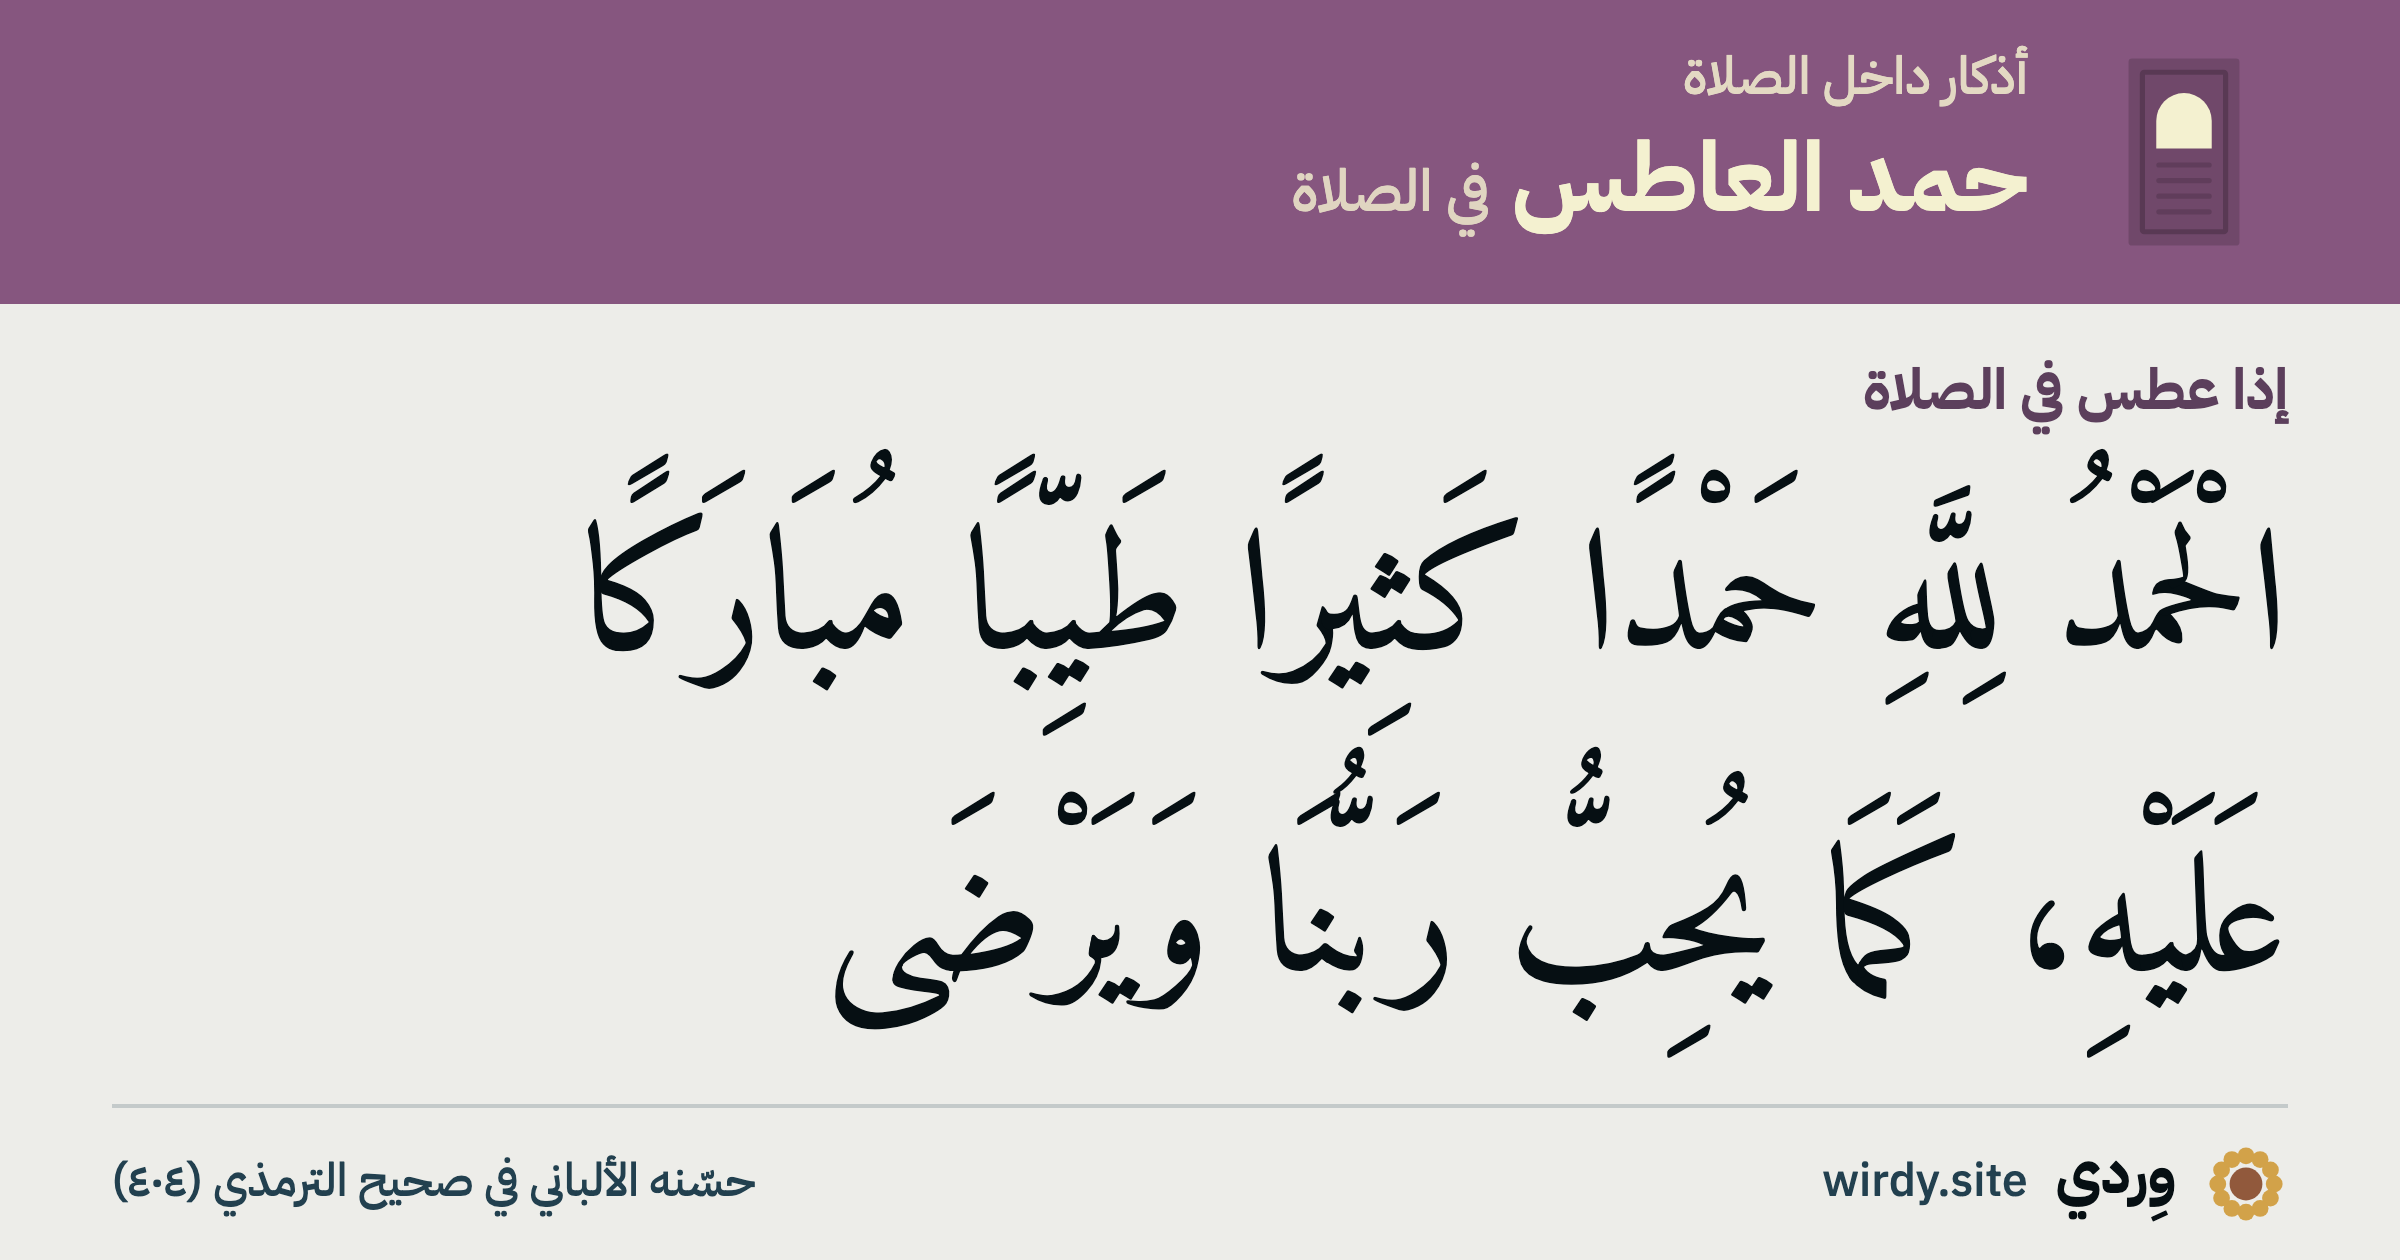 أذكار داخل الصلاة
حمد العاطس في الصلاة
إذا عطس في الصلاة
الْحَمْدُ لِلَّهِ حَمْدًا كَثِيرًا طَيِّبًا مُبَارَكًا
عَلَيْهِ، كَمَا يُحِبُّ رَبُّنَا وَيَرْضَى
وِردي wirdy.site
حسّنه الألباني في صحيح الترمذي (٤٠٤)